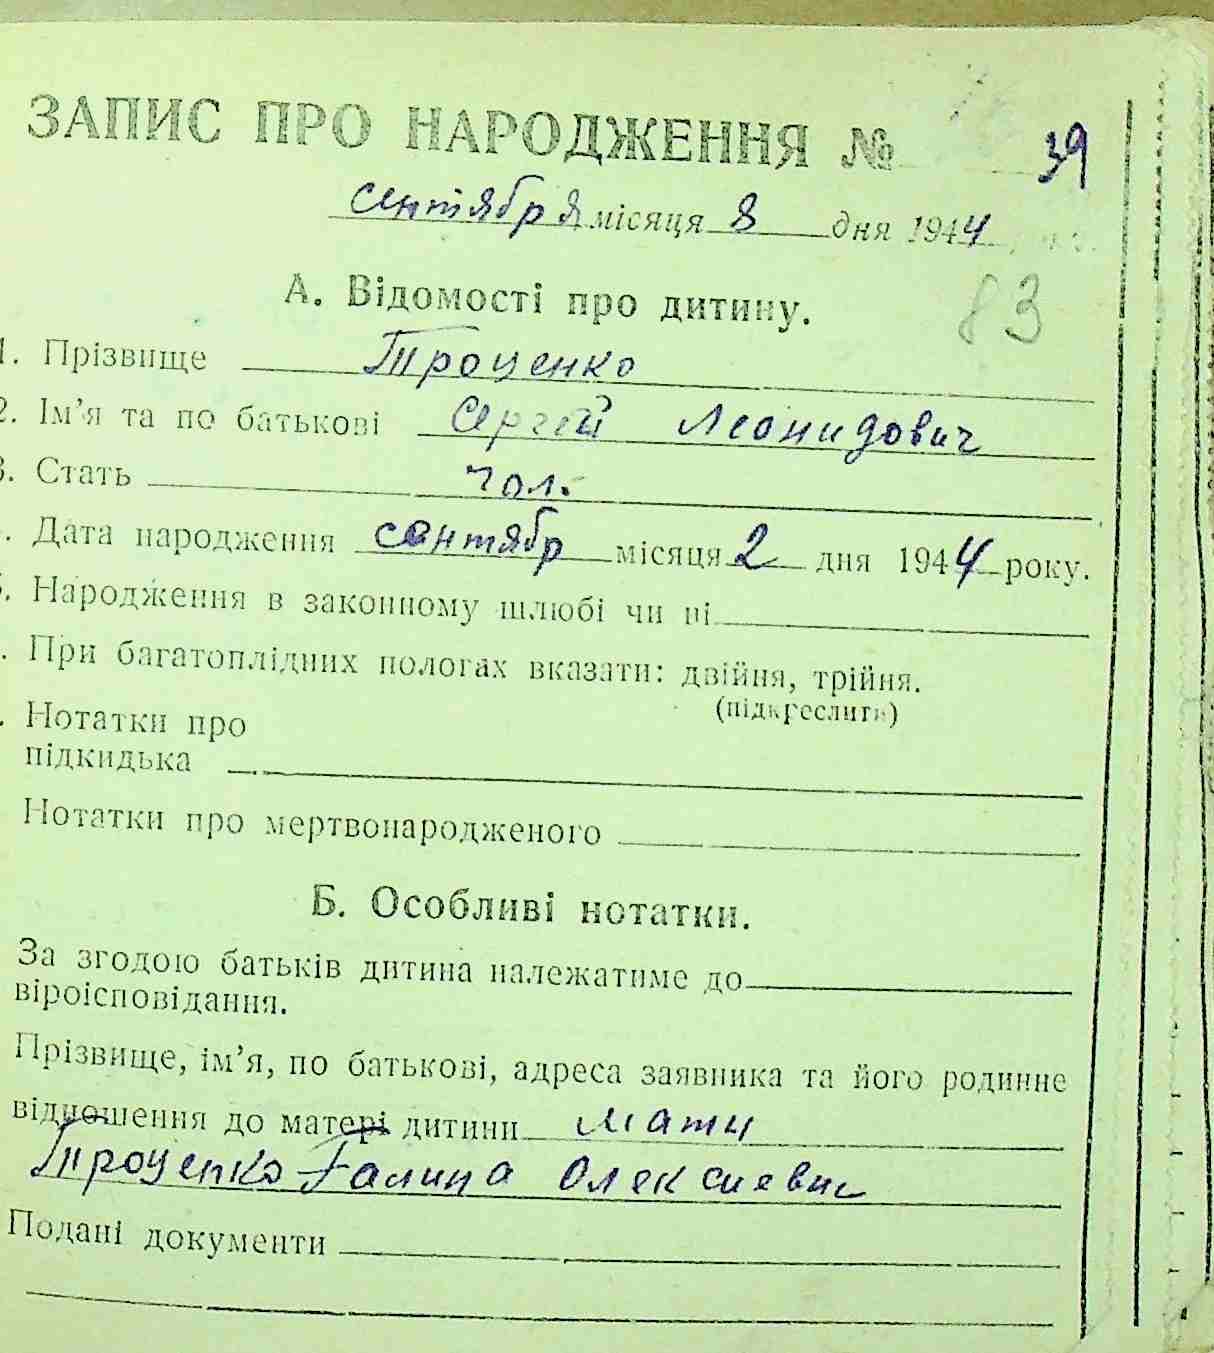 ЗАПИС ПРО НАРОДЖЕННЯ № 39
сентября місяця 8 дня 1944
83
А. Відомості про дитину.
1. Прізвище Троценко
2. Ім’я та по батькові Сергей Леонидович
3. Стать чол.
. Дата народження сентябр місяця 2 дня 1944 року.
. Народження в законному шлюбі чи ні
. При багатоплідних пологах вказати: двійня, трійня.
(підкреслити)
. Нотатки про
підкидька
Нотатки про мертвонародженого
Б. Особливі нотатки.
За згодою батьків дитина належатиме до
віроісповідання.
Прізвище, ім’я, по батькові, адреса заявника та його родинне
відношення до матері дитини мати
Троценко Галина Олексиевич
Подані документи